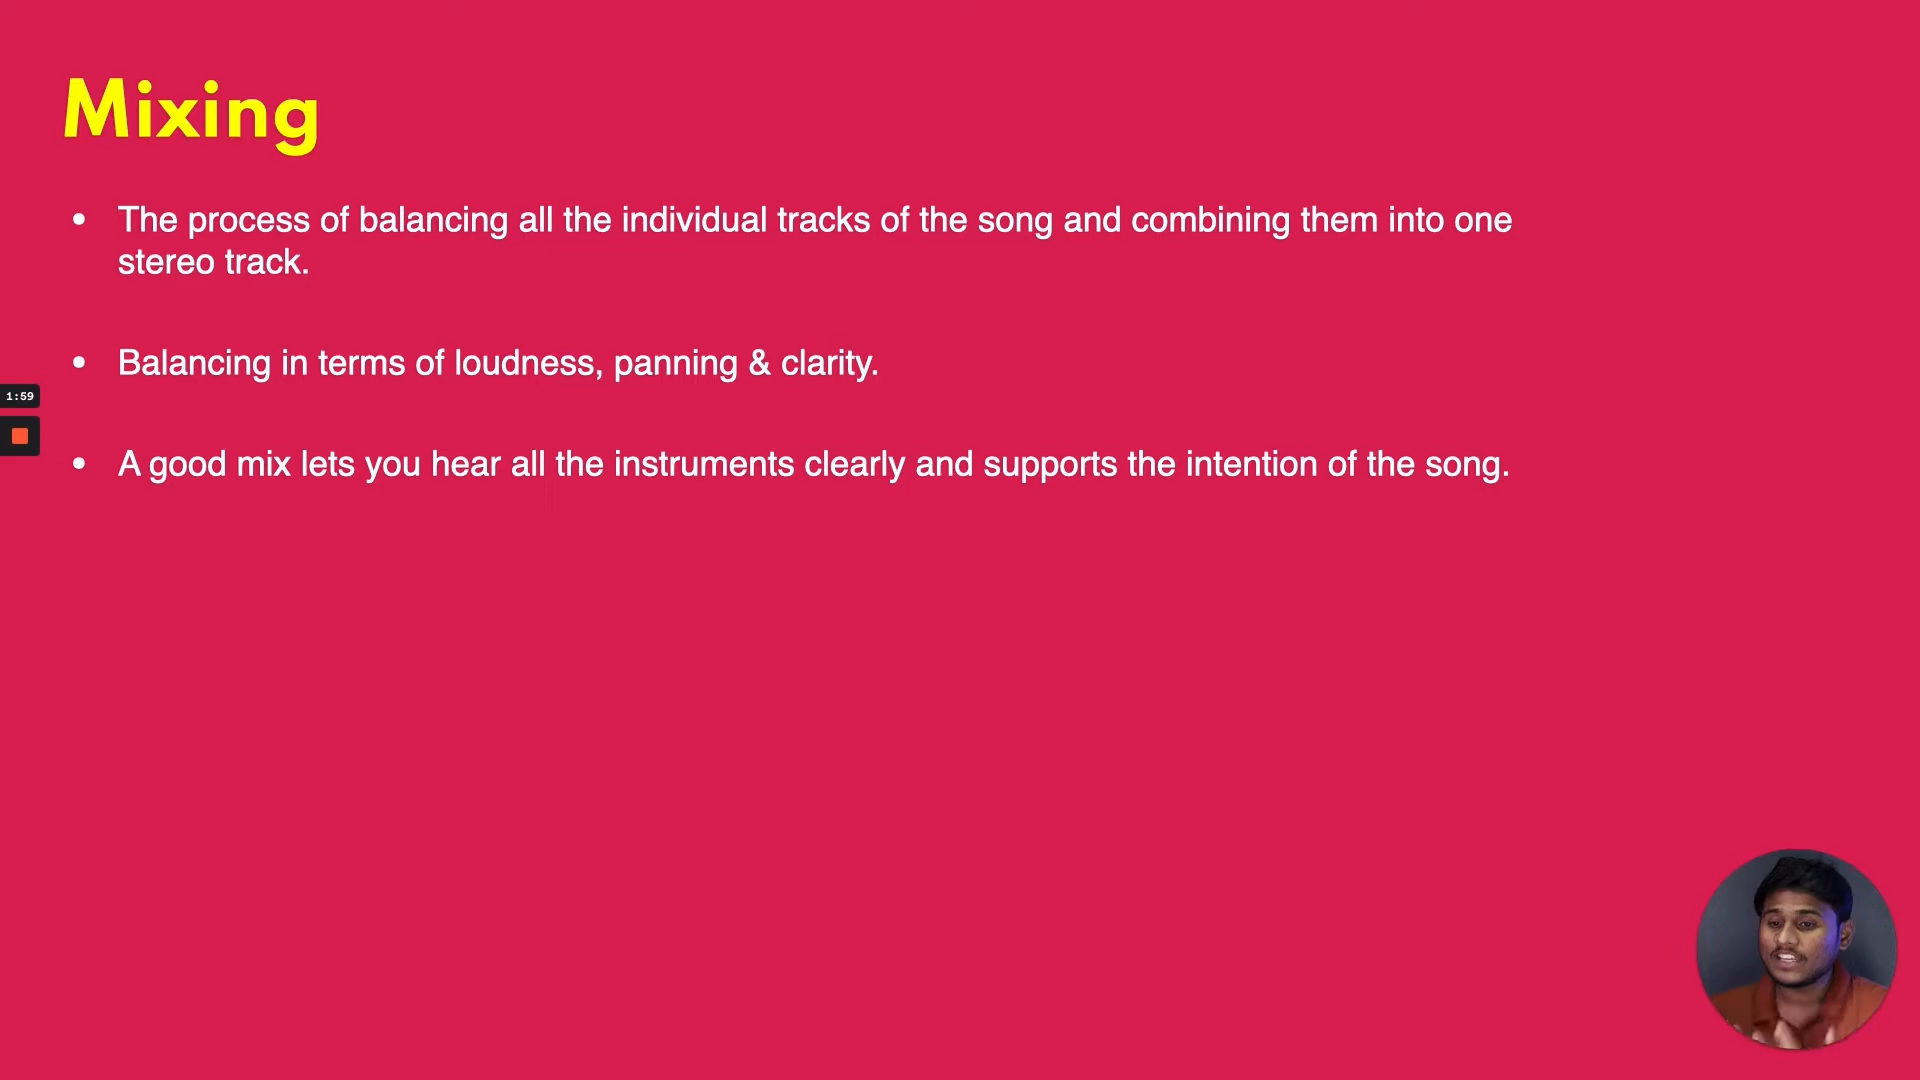 Mixing
• The process of balancing all the individual tracks of the song and combining them into one
stereo track.
• Balancing in terms of loudness, panning & clarity.
1:59
• A good mix lets you hear all the instruments clearly and supports the intention of the song.